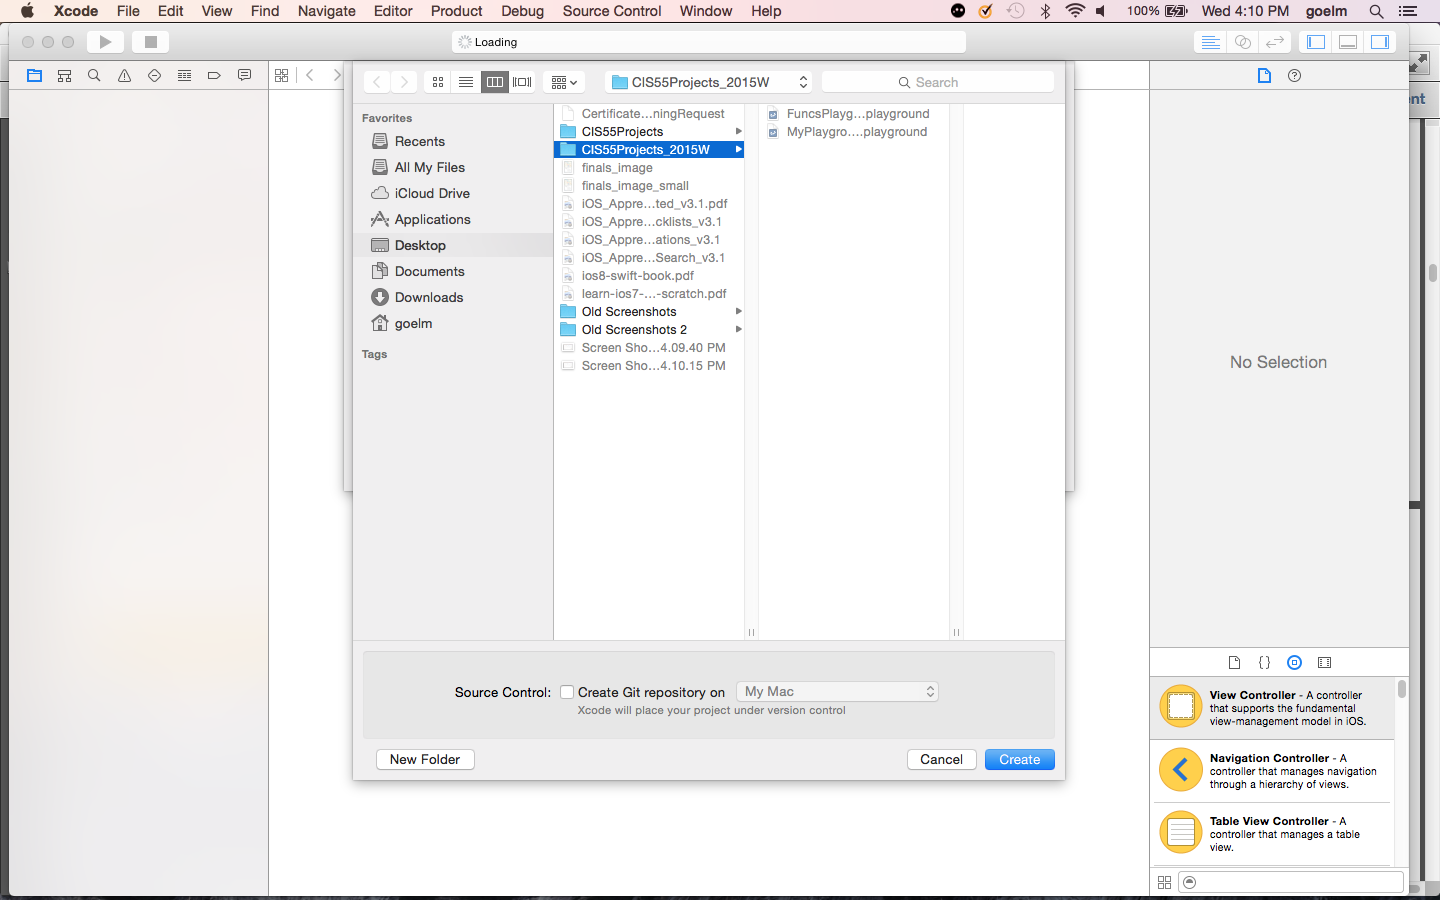 Xcode File Edit View Find Navigate Editor Product Debug Source Control Window Help 100% Wed 4:10 PM goelm
Loading
CIS55Projects_2015W
Search
nt
Favorites
Recents
All My Files
iCloud Drive
Applications
Desktop
Documents
Downloads
goelm
Tags
Certificate...ningRequest
CIS55Projects
CIS55Projects_2015W
finals_image
finals_image_small
iOS_Appre...ted_v3.1.pdf
iOS_Appre...cklists_v3.1
iOS_Appre...ations_v3.1
iOS_Appre...Search_v3.1
ios8-swift-book.pdf
learn-ios7-...-scratch.pdf
Old Screenshots
Old Screenshots 2
Screen Sho...4.09.40 PM
Screen Sho...4.10.15 PM
FuncsPlayg...playground
MyPlaygro....playground
No Selection
Source Control: Create Git repository on My Mac
Xcode will place your project under version control
New Folder Cancel Create
View Controller - A controller
that supports the fundamental
view-management model in iOS.
Navigation Controller - A
controller that manages navigation
through a hierarchy of views.
Table View Controller - A
controller that manages a table
view.